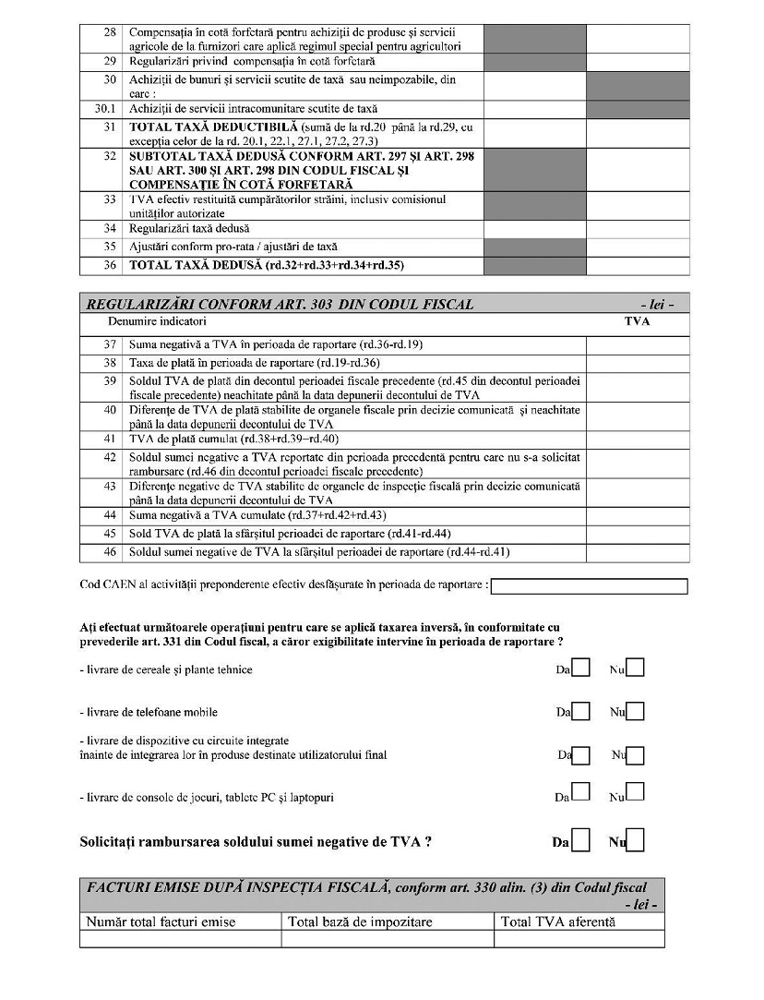 28 Compensația în cotă forfetară pentru achiziții de produse și servicii
agricole de la furnizori care aplică regimul special pentru agricultori
29 Regularizări privind compensația în cotă forfetară
30 Achiziții de bunuri și servicii scutite de taxă sau neimpozabile, din
care :
30.1 Achiziții de servicii intracomunitare scutite de taxă
31 TOTAL TAXĂ DEDUCTIBILĂ (sumă de la rd.20 până la rd.29, cu
excepția celor de la rd. 20.1, 22.1, 27.1, 27.2, 27.3)
32 SUBTOTAL TAXĂ DEDUSĂ CONFORM ART. 297 ȘI ART. 298
SAU ART. 300 ȘI ART. 298 DIN CODUL FISCAL ȘI
COMPENSAȚIE ÎN COTĂ FORFETARĂ
33 TVA efectiv restituită cumpărătorilor străini, inclusiv comisionul
unităților autorizate
34 Regularizări taxă dedusă
35 Ajustări conform pro-rata / ajustări de taxă
36 TOTAL TAXĂ DEDUSĂ (rd.32+rd.33+rd.34+rd.35)
REGULARIZĂRI CONFORM ART. 303 DIN CODUL FISCAL - lei -
Denumire indicatori TVA
37 Suma negativă a TVA în perioada de raportare (rd.36-rd.19)
38 Taxa de plată în perioada de raportare (rd.19-rd.36)
39 Soldul TVA de plată din decontul perioadei fiscale precedente (rd.45 din decontul perioadei
fiscale precedente) neachitate până la data depunerii decontului de TVA
40 Diferențe de TVA de plată stabilite de organele fiscale prin decizie comunicată și neachitate
până la data depunerii decontului de TVA
41 TVA de plată cumulat (rd.38+rd.39+rd.40)
42 Soldul sumei negative a TVA reportate din perioada precedentă pentru care nu s-a solicitat
rambursare (rd.46 din decontul perioadei fiscale precedente)
43 Diferențe negative de TVA stabilite de organele de inspecție fiscală prin decizie comunicată
până la data depunerii decontului de TVA
44 Suma negativă a TVA cumulate (rd.37+rd.42+rd.43)
45 Sold TVA de plată la sfârșitul perioadei de raportare (rd.41-rd.44)
46 Soldul sumei negative de TVA la sfârșitul perioadei de raportare (rd.44-rd.41)
Cod CAEN al activității preponderente efectiv desfășurate în perioada de raportare :
Ați efectuat următoarele operațiuni pentru care se aplică taxarea inversă, în conformitate cu
prevederile art. 331 din Codul fiscal, a căror exigibilitate intervine în perioada de raportare ?
- livrare de cereale și plante tehnice Da Nu
- livrare de telefoane mobile Da Nu
- livrare de dispozitive cu circuite integrate
înainte de integrarea lor în produse destinate utilizatorului final Da Nu
- livrare de console de jocuri, tablete PC și laptopuri Da Nu
Solicitați rambursarea soldului sumei negative de TVA ? Da Nu
FACTURI EMISE DUPĂ INSPECȚIA FISCALĂ, conform art. 330 alin. (3) din Codul fiscal
- lei -
Număr total facturi emise Total bază de impozitare Total TVA aferentă